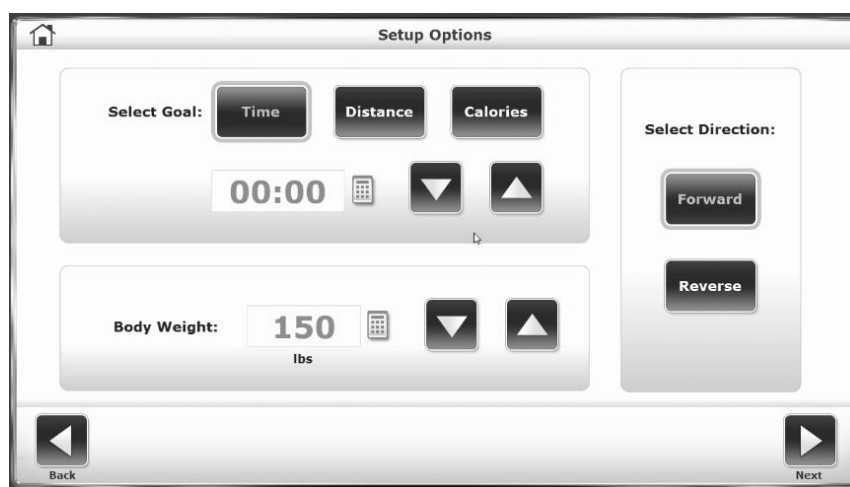 Setup Options
Select Goal: Time Distance Calories
00:00
Body Weight: 150
lbs
Select Direction:
Forward
Reverse
Back
Next